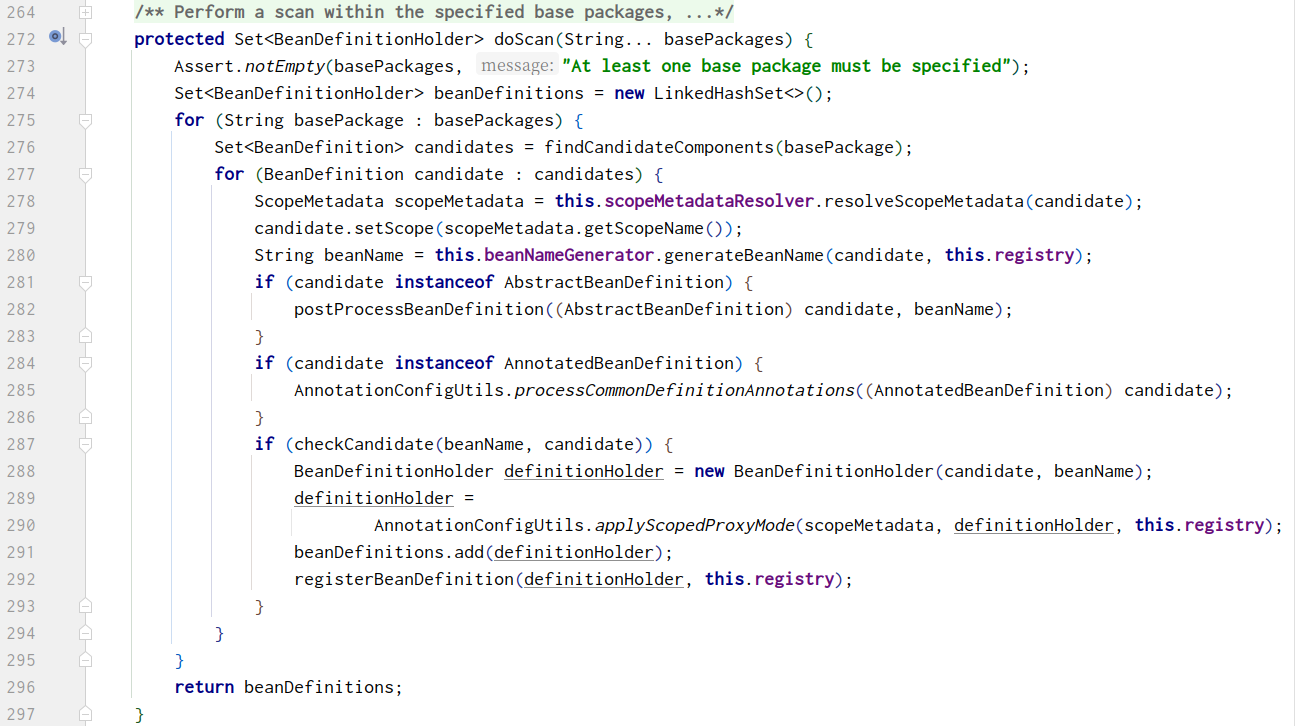 264 /** Perform a scan within the specified base packages, ...*/
272 protected Set<BeanDefinitionHolder> doScan(String... basePackages) {
273 Assert.notEmpty(basePackages, message: "At least one base package must be specified");
274 Set<BeanDefinitionHolder> beanDefinitions = new LinkedHashSet<>();
275 for (String basePackage : basePackages) {
276 Set<BeanDefinition> candidates = findCandidateComponents(basePackage);
277 for (BeanDefinition candidate : candidates) {
278 ScopeMetadata scopeMetadata = this.scopeMetadataResolver.resolveScopeMetadata(candidate);
279 candidate.setScope(scopeMetadata.getScopeName());
280 String beanName = this.beanNameGenerator.generateBeanName(candidate, this.registry);
281 if (candidate instanceof AbstractBeanDefinition) {
282 postProcessBeanDefinition((AbstractBeanDefinition) candidate, beanName);
283 }
284 if (candidate instanceof AnnotatedBeanDefinition) {
285 AnnotationConfigUtils.processCommonDefinitionAnnotations((AnnotatedBeanDefinition) candidate);
286 }
287 if (checkCandidate(beanName, candidate)) {
288 BeanDefinitionHolder definitionHolder = new BeanDefinitionHolder(candidate, beanName);
289 definitionHolder =
290 AnnotationConfigUtils.applyScopedProxyMode(scopeMetadata, definitionHolder, this.registry);
291 beanDefinitions.add(definitionHolder);
292 registerBeanDefinition(definitionHolder, this.registry);
293 }
294 }
295 }
296 return beanDefinitions;
297 }